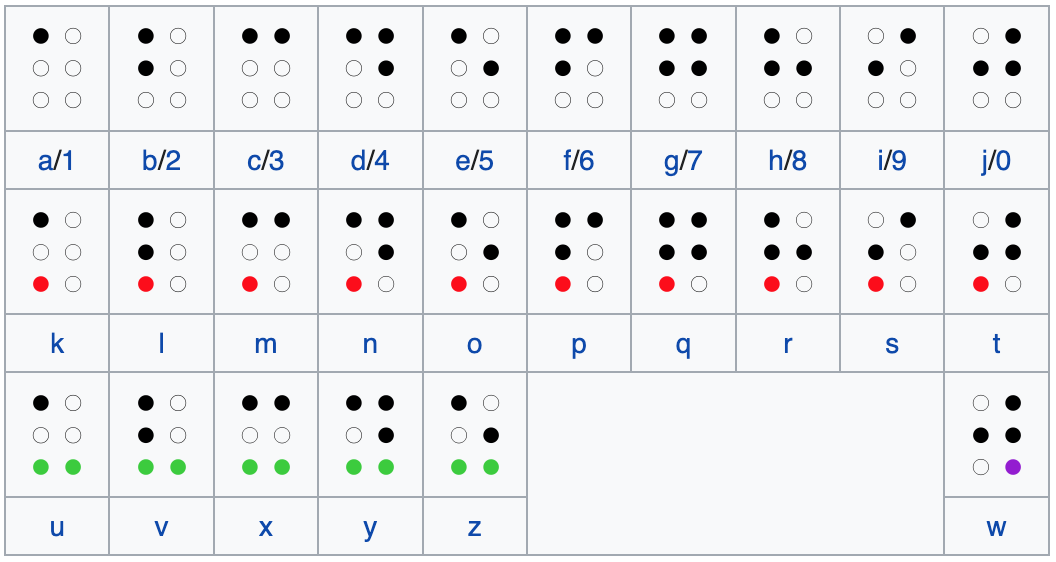 a/1 b/2 c/3 d/4 e/5 f/6 g/7 h/8 i/9 j/0
k l m n o p q r s t
u v x y z w